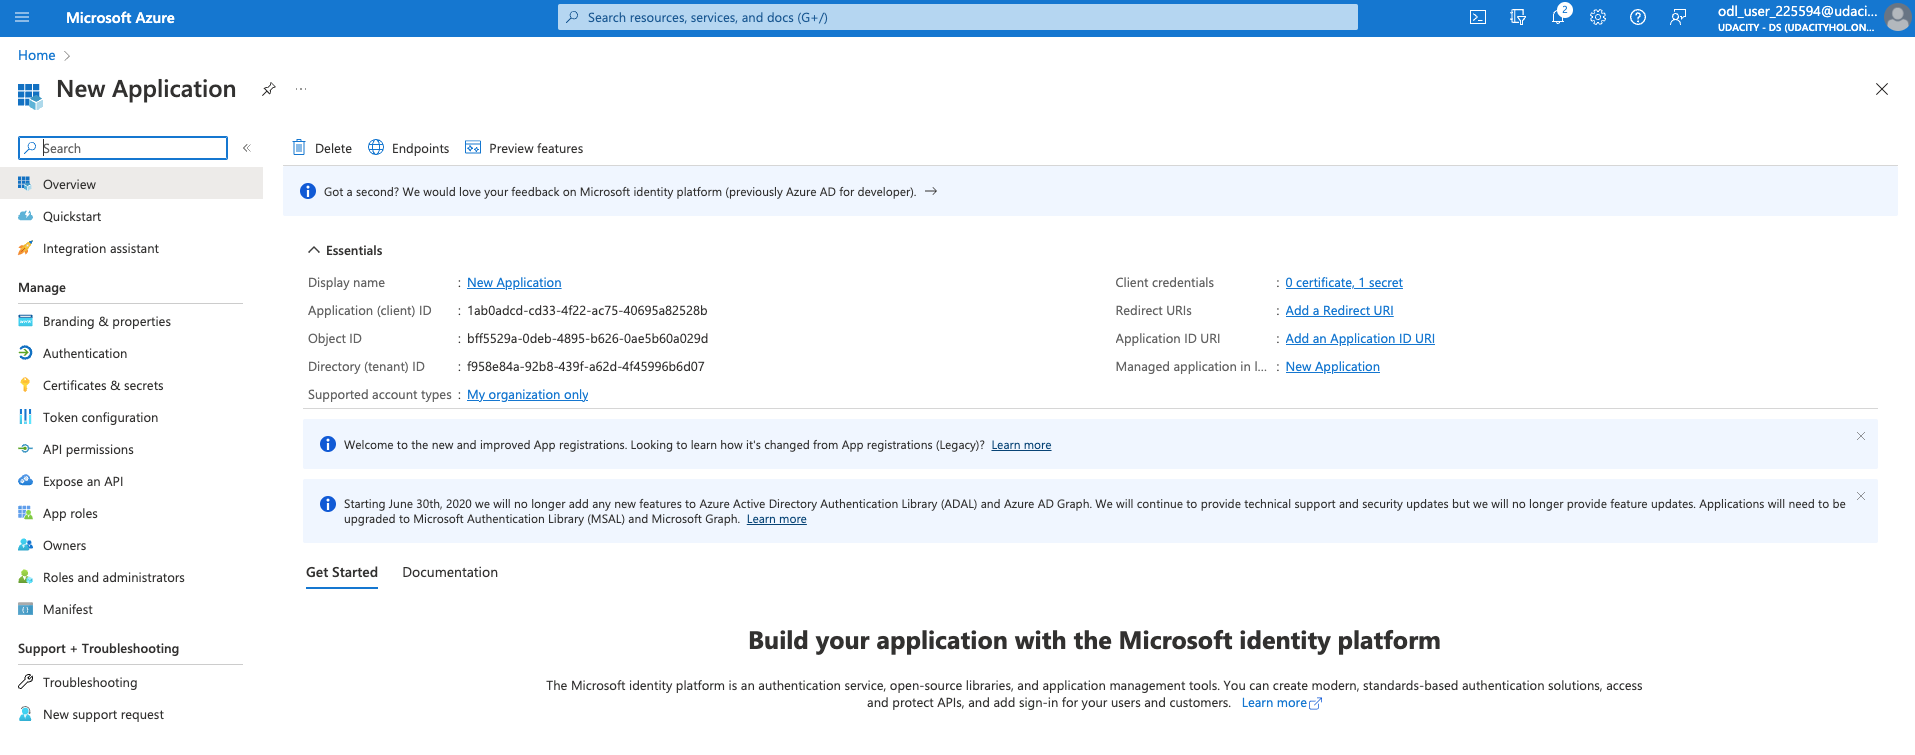 Microsoft Azure
Search resources, services, and docs (G+/)
2
odl_user_225594@udaci...
UDACITY - DS (UDACITYHOL.ON...
Home
New Application
Search
Delete
Endpoints
Preview features
Overview
Got a second? We would love your feedback on Microsoft identity platform (previously Azure AD for developer).
Quickstart
Integration assistant
Essentials
Display name : New Application
Client credentials : 0 certificate, 1 secret
Application (client) ID : 1ab0adcd-cd33-4f22-ac75-40695a82528b
Redirect URIs : Add a Redirect URI
Object ID : bff5529a-0deb-4895-b626-0ae5b60a029d
Application ID URI : Add an Application ID URI
Directory (tenant) ID : f958e84a-92b8-439f-a62d-4f45996b6d07
Managed application in l... : New Application
Supported account types : My organization only
Manage
Branding & properties
Authentication
Certificates & secrets
Token configuration
API permissions
Expose an API
App roles
Owners
Roles and administrators
Manifest
Support + Troubleshooting
Troubleshooting
New support request
Welcome to the new and improved App registrations. Looking to learn how it's changed from App registrations (Legacy)? Learn more
Starting June 30th, 2020 we will no longer add any new features to Azure Active Directory Authentication Library (ADAL) and Azure AD Graph. We will continue to provide technical support and security updates but we will no longer provide feature updates. Applications will need to be
upgraded to Microsoft Authentication Library (MSAL) and Microsoft Graph. Learn more
Get Started
Documentation
Build your application with the Microsoft identity platform
The Microsoft identity platform is an authentication service, open-source libraries, and application management tools. You can create modern, standards-based authentication solutions, access
and protect APIs, and add sign-in for your users and customers. Learn more